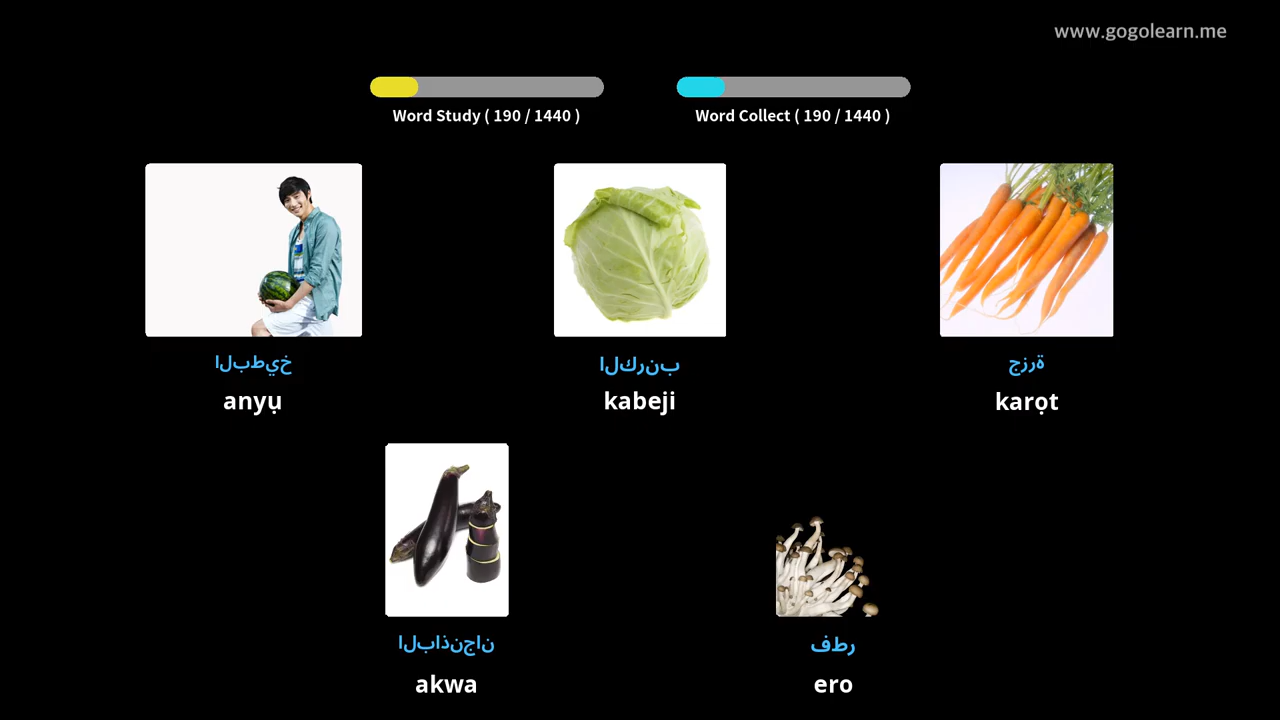 www.gogolearn.me
Word Study ( 190 / 1440 )
Word Collect ( 190 / 1440 )
البطيخ
anyụ
الكرنب
kabeji
جزرة
karọt
الباذنجان
akwa
فطر
ero